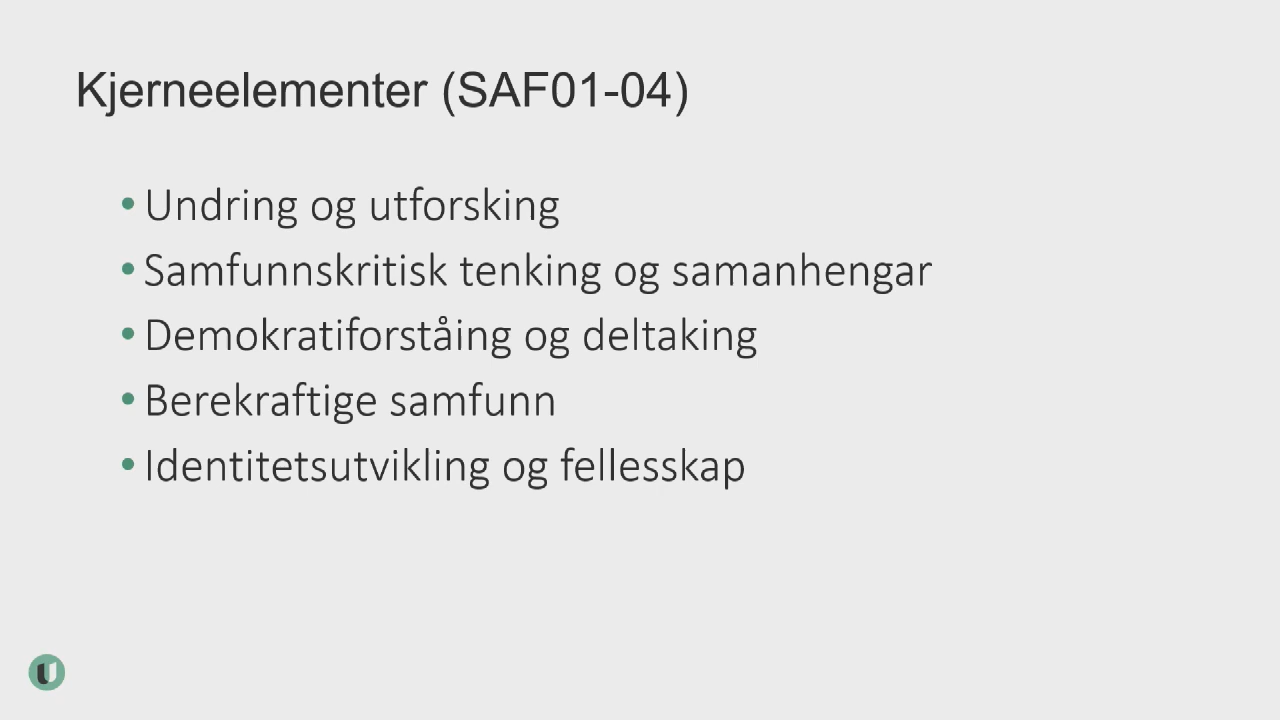 Kjerneelementer (SAF01-04)
• Undring og utforsking
• Samfunnskritisk tenking og samanhengar
• Demokratiforståing og deltaking
• Berekraftige samfunn
• Identitetsutvikling og fellesskap
U